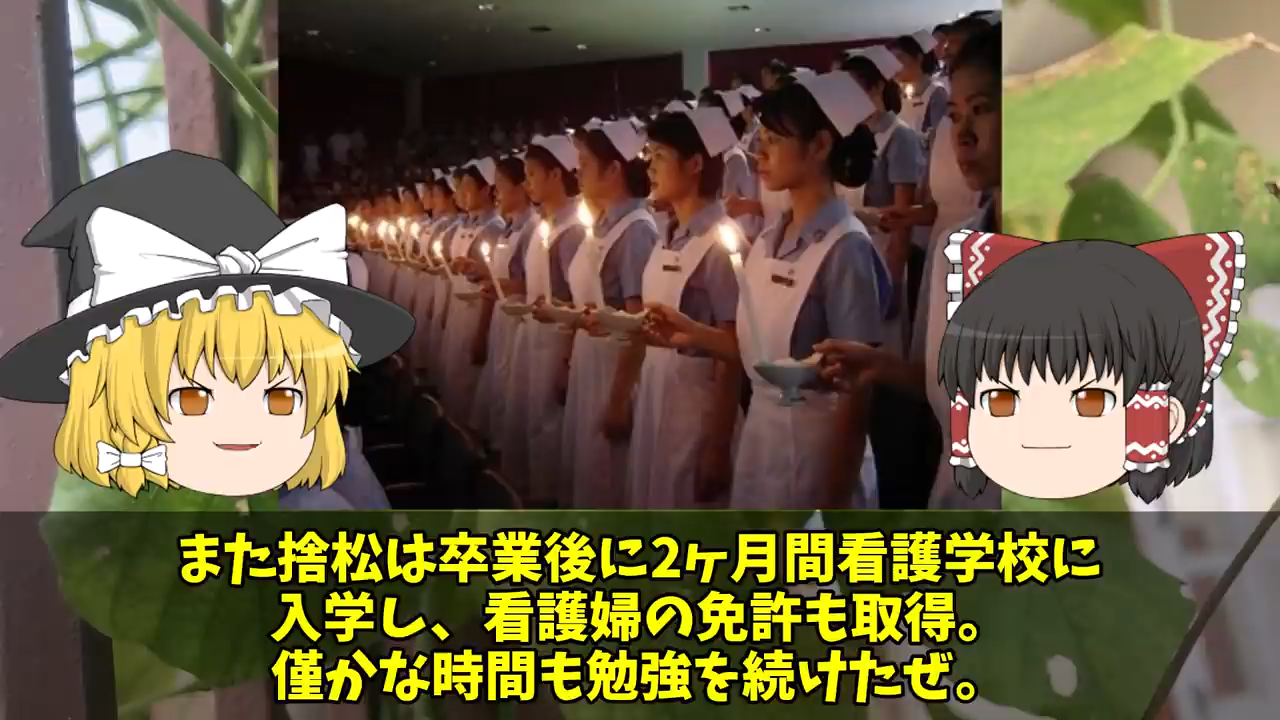 また捨松は卒業後に2ヶ月間看護学校に
入学し、看護婦の免許も取得。
僅かな時間も勉強を続けたぜ。